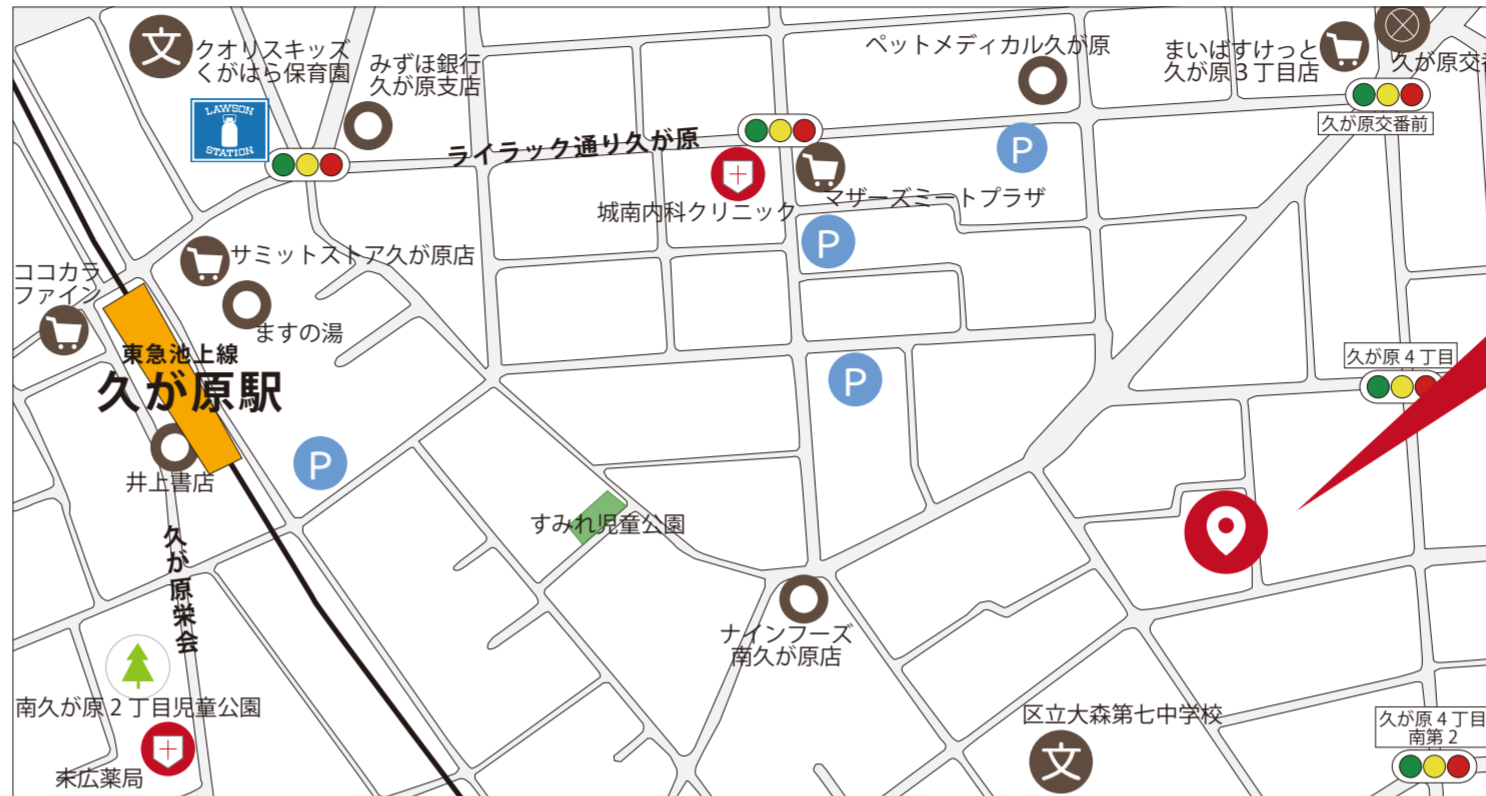 文
クオリスキッズ
くがはら保育園
みずほ銀行
久が原支店
ペットメディカル久が原
まいばすけっと
久が原3丁目店
久が原交番
LAWSON
STATION
久が原交番前
ライラック通り久が原
P
城南内科クリニック
マザーズミートプラザ
P
サミットストア久が原店
ココカラ
ファイン
ますの湯
東急池上線
久が原駅
P
久が原4丁目
P
井上書店
すみれ児童公園
久が原栄会
ナインフーズ
南久が原店
南久が原2丁目児童公園
末広薬局
区立大森第七中学校
文
久が原4丁目
南第2